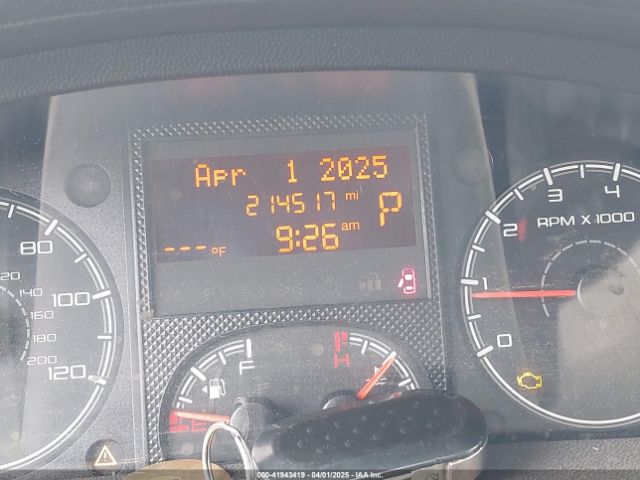 Apr 1 2025
214517 mi
P
9:26 am
---°F
80
100
120
120
140
160
180
200
F
H
E
0
1
2
3
4
RPM X 1000
000-41943419 - 04/01/2025 - IAA Inc.